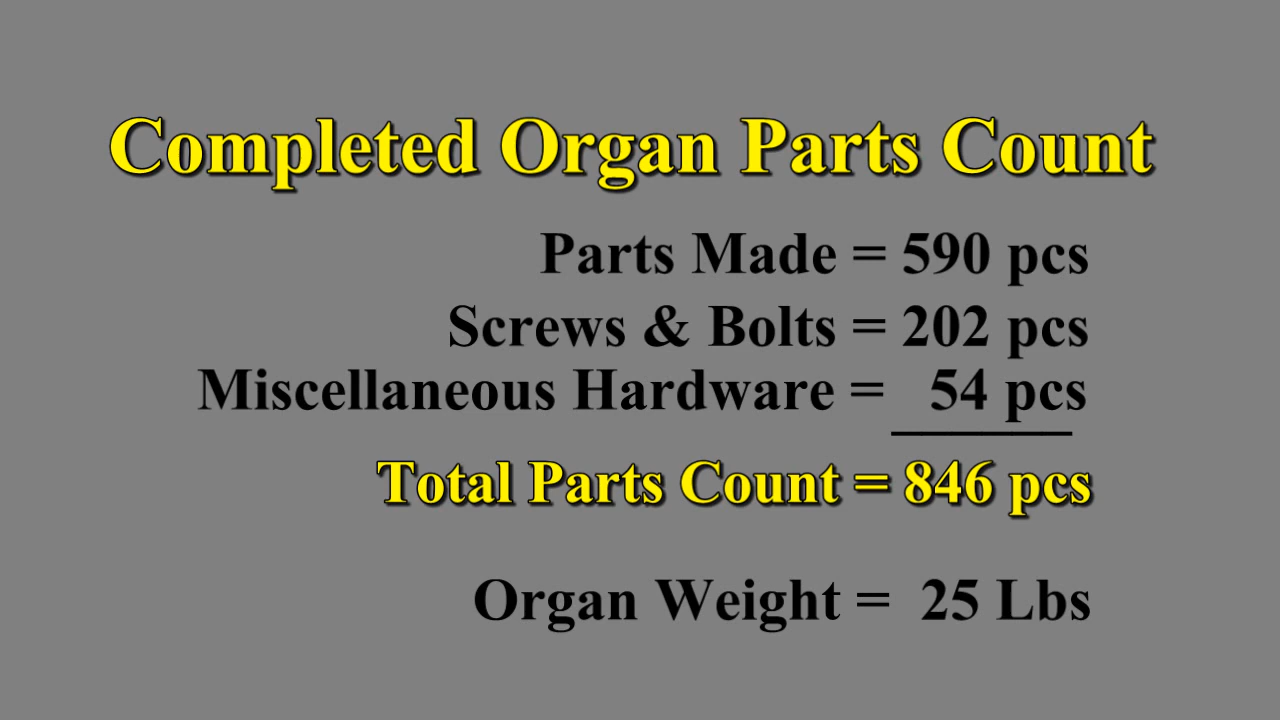 Completed Organ Parts Count
Parts Made = 590 pcs
Screws & Bolts = 202 pcs
Miscellaneous Hardware = 54 pcs
Total Parts Count = 846 pcs
Organ Weight = 25 Lbs